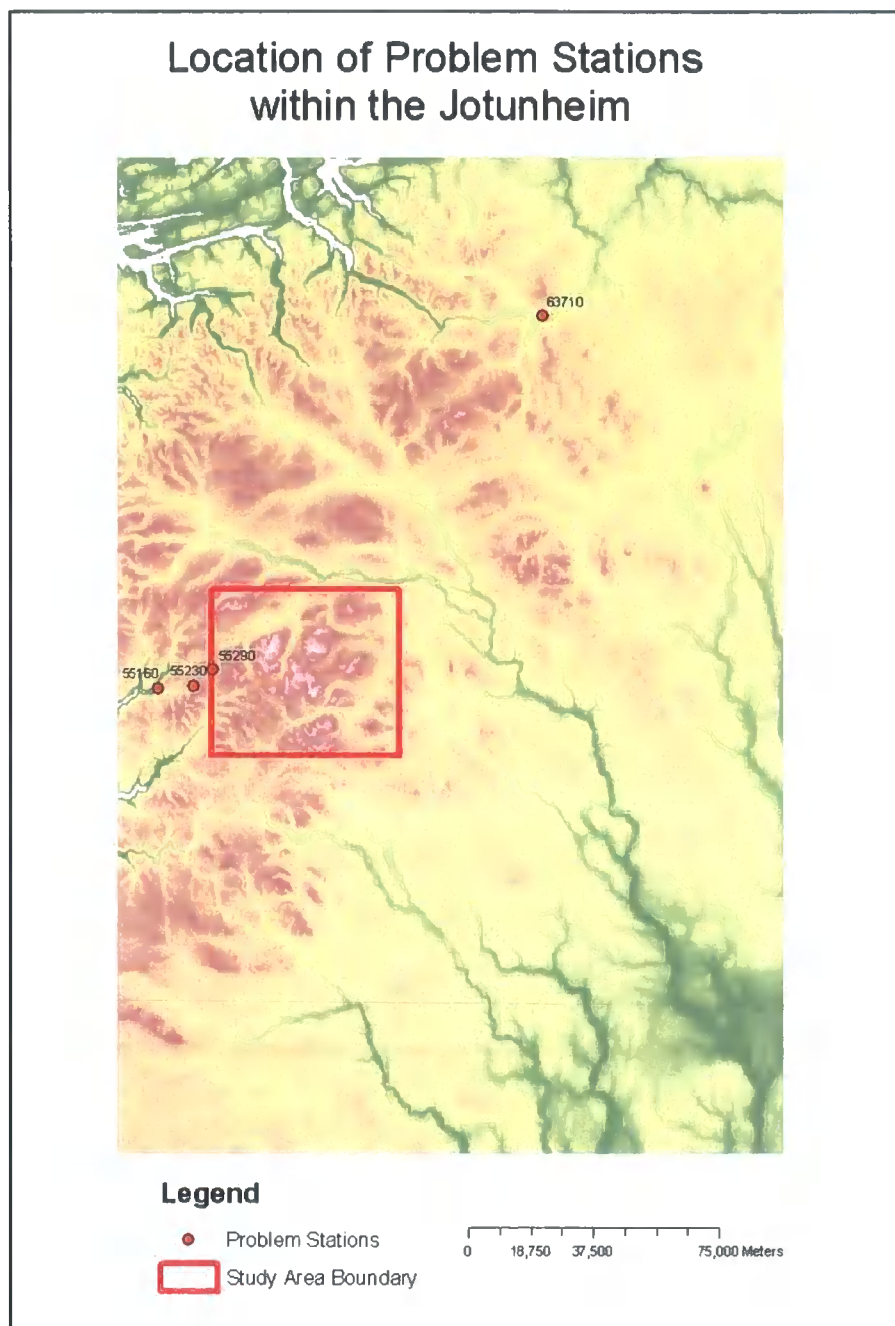 Location of Problem Stations
within the Jotunheim
63710
55290
55160 55230
Legend
Problem Stations
Study Area Boundary
0 18,750 37,500 75,000 Meters